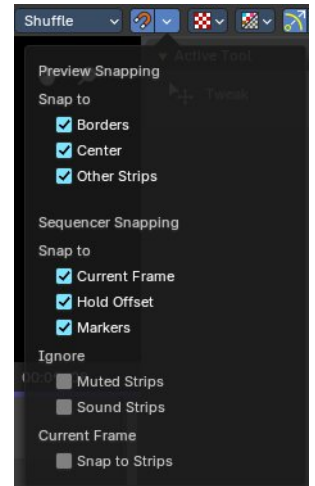 Shuffle
Active Tool
Tweak
Preview Snapping
Snap to
Borders
Center
Other Strips
Sequencer Snapping
Snap to
Current Frame
Hold Offset
Markers
Ignore
Muted Strips
Sound Strips
Current Frame
Snap to Strips